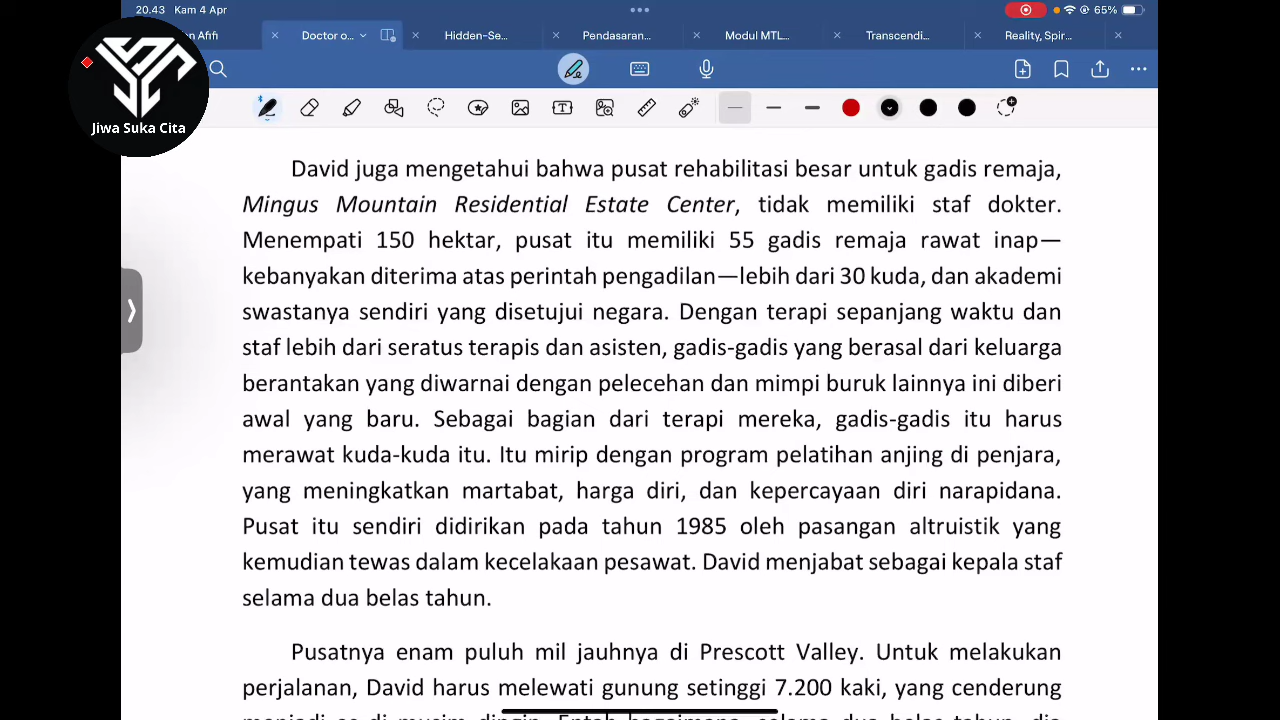 20.43 Kam 4 Apr
65%
n Afifi
Doctor o...
Hidden-Se...
Pendasaran...
Modul MTL...
Transcendi...
Reality, Spir...
Jiwa Suka Cita
David juga mengetahui bahwa pusat rehabilitasi besar untuk gadis remaja,
Mingus Mountain Residential Estate Center, tidak memiliki staf dokter.
Menempati 150 hektar, pusat itu memiliki 55 gadis remaja rawat inap—
kebanyakan diterima atas perintah pengadilan—lebih dari 30 kuda, dan akademi
swastanya sendiri yang disetujui negara. Dengan terapi sepanjang waktu dan
staf lebih dari seratus terapis dan asisten, gadis-gadis yang berasal dari keluarga
berantakan yang diwarnai dengan pelecehan dan mimpi buruk lainnya ini diberi
awal yang baru. Sebagai bagian dari terapi mereka, gadis-gadis itu harus
merawat kuda-kuda itu. Itu mirip dengan program pelatihan anjing di penjara,
yang meningkatkan martabat, harga diri, dan kepercayaan diri narapidana.
Pusat itu sendiri didirikan pada tahun 1985 oleh pasangan altruistik yang
kemudian tewas dalam kecelakaan pesawat. David menjabat sebagai kepala staf
selama dua belas tahun.
Pusatnya enam puluh mil jauhnya di Prescott Valley. Untuk melakukan
perjalanan, David harus melewati gunung setinggi 7.200 kaki, yang cenderung